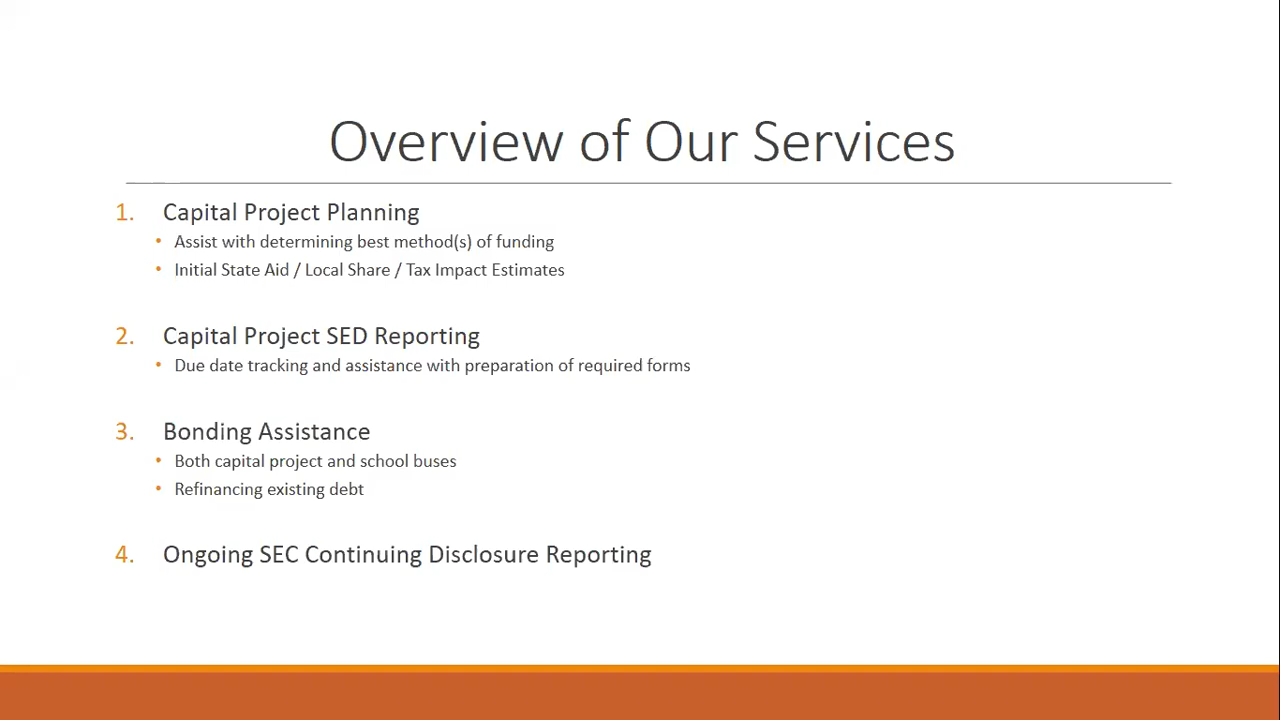 Overview of Our Services
1. Capital Project Planning
• Assist with determining best method(s) of funding
• Initial State Aid / Local Share / Tax Impact Estimates
2. Capital Project SED Reporting
• Due date tracking and assistance with preparation of required forms
3. Bonding Assistance
• Both capital project and school buses
• Refinancing existing debt
4. Ongoing SEC Continuing Disclosure Reporting